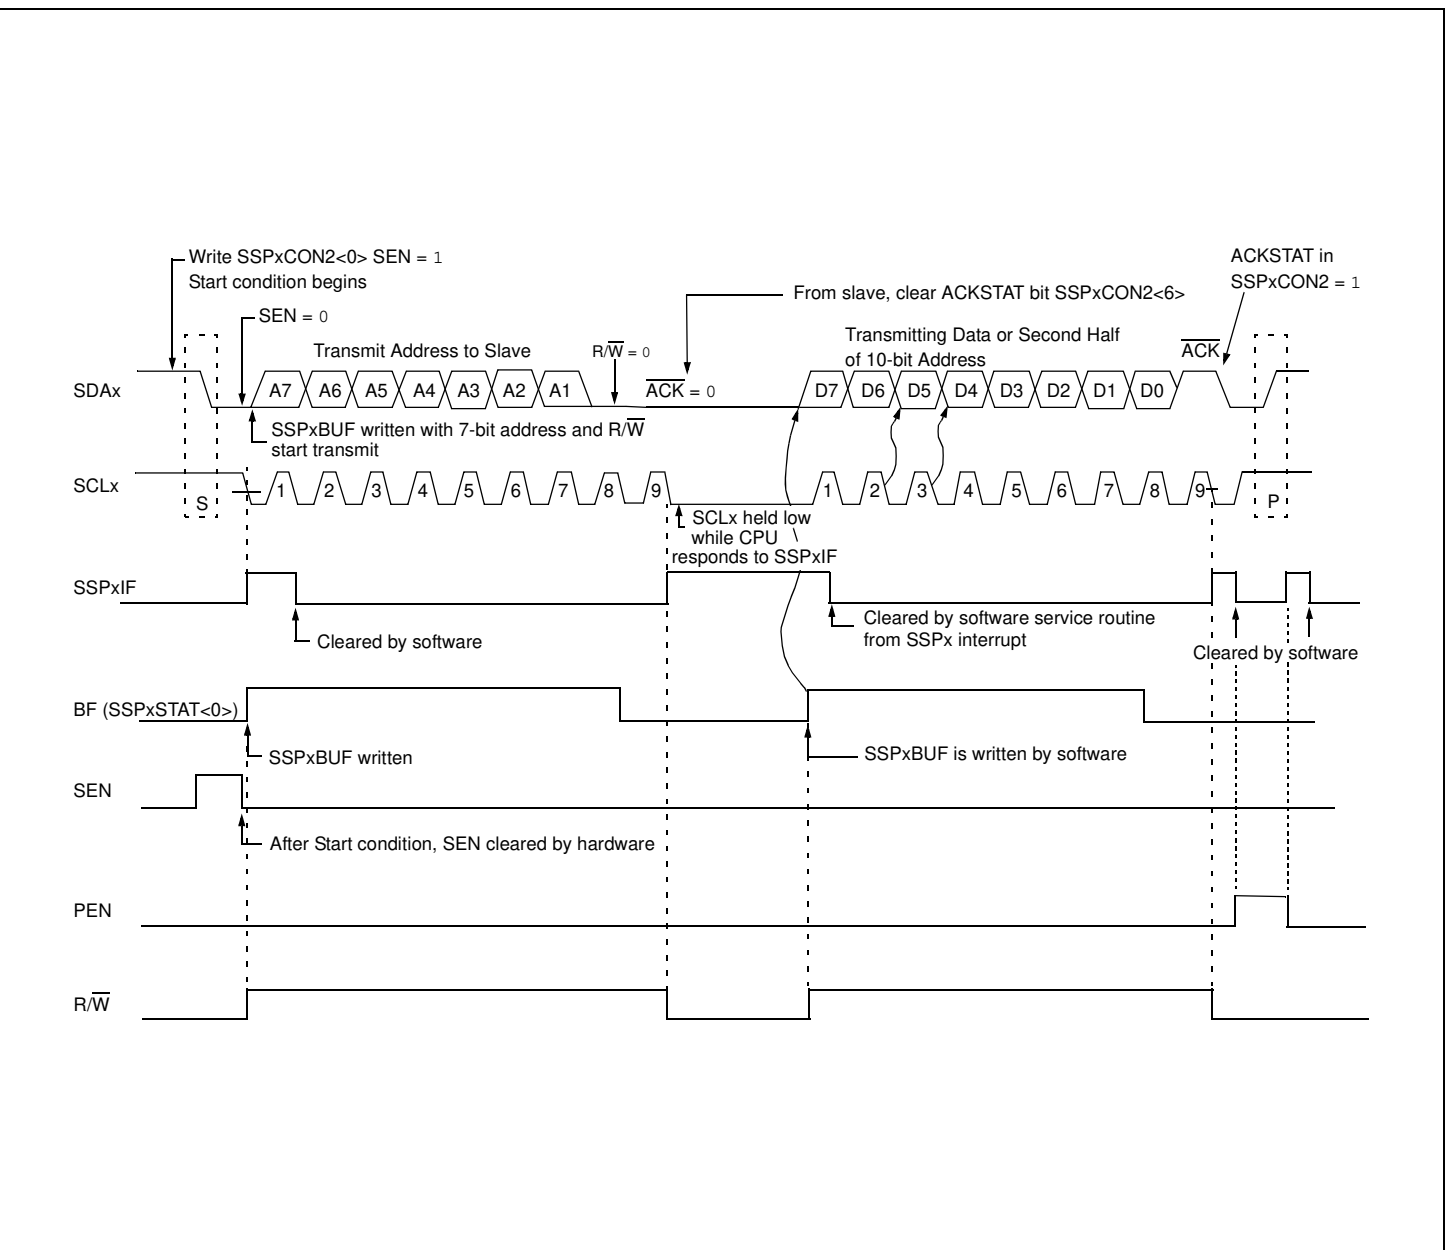 Write SSPxCON2<0> SEN = 1
Start condition begins
ACKSTAT in
SSPxCON2 = 1
From slave, clear ACKSTAT bit SSPxCON2<6>
SEN = 0
Transmit Address to Slave
R/W̅ = 0
Transmitting Data or Second Half
of 10-bit Address
A̅C̅K̅
SDAx
A7 A6 A5 A4 A3 A2 A1
A̅C̅K̅ = 0
D7 D6 D5 D4 D3 D2 D1 D0
SSPxBUF written with 7-bit address and R/W̅
start transmit
SCLx
S
1 2 3 4 5 6 7 8 9
1 2 3 4 5 6 7 8 9
P
SCLx held low
while CPU
responds to SSPxIF
SSPxIF
Cleared by software
Cleared by software service routine
from SSPx interrupt
Cleared by software
BF (SSPxSTAT<0>)
SSPxBUF written
SSPxBUF is written by software
SEN
After Start condition, SEN cleared by hardware
PEN
R/W̅